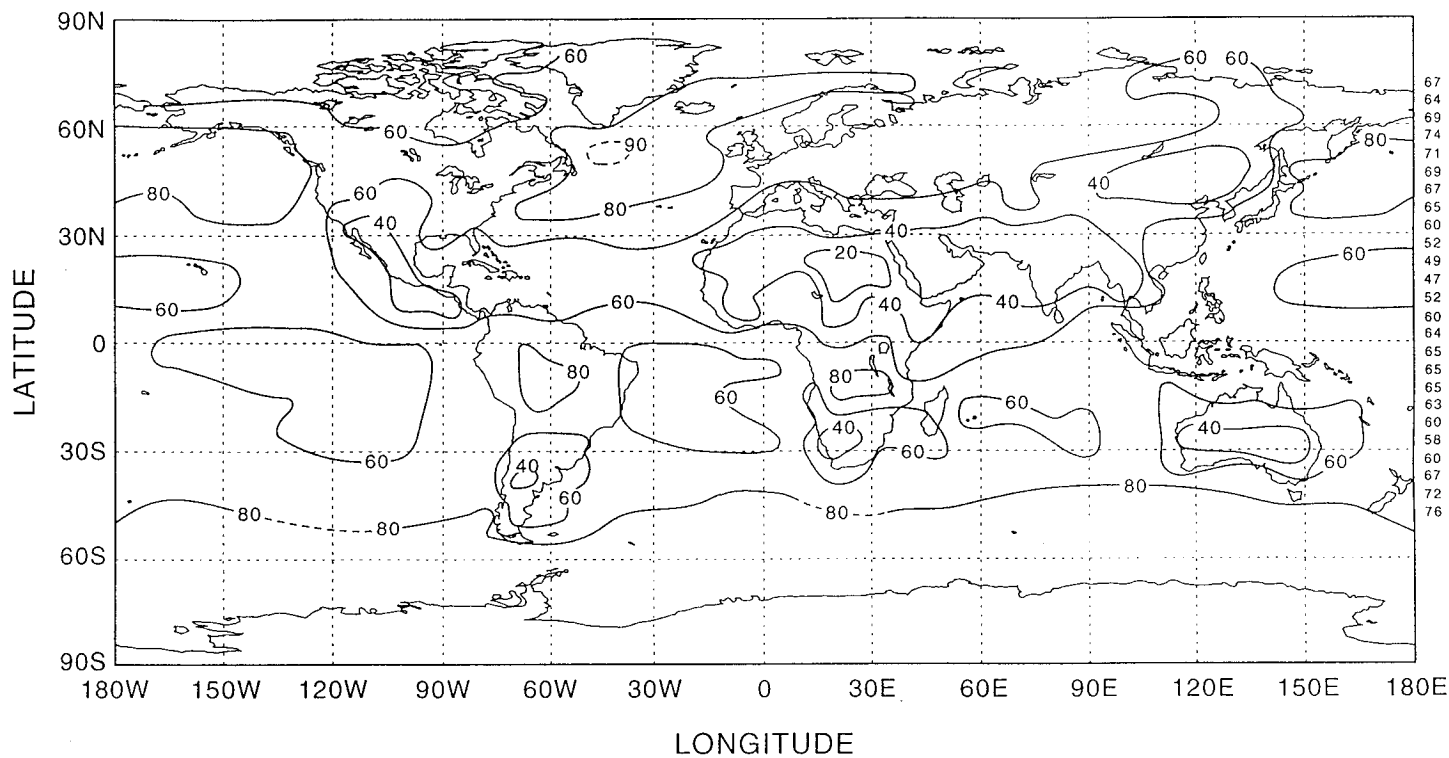 90N
60 60 60
67
64
69
60N 60 74
90 80 71
69
80 60 40 67
80 65
40 40 60
30N 52
20 60 49
47
60 60 40 40 52
60
64
0 65
80 80 65
65
60 60 63
60
40 40 58
30S 60 60 60 60
40 67
60 80 72
80 80 80 76
60S
90S
180W 150W 120W 90W 60W 30W 0 30E 60E 90E 120E 150E 180E
LONGITUDE
LATITUDE